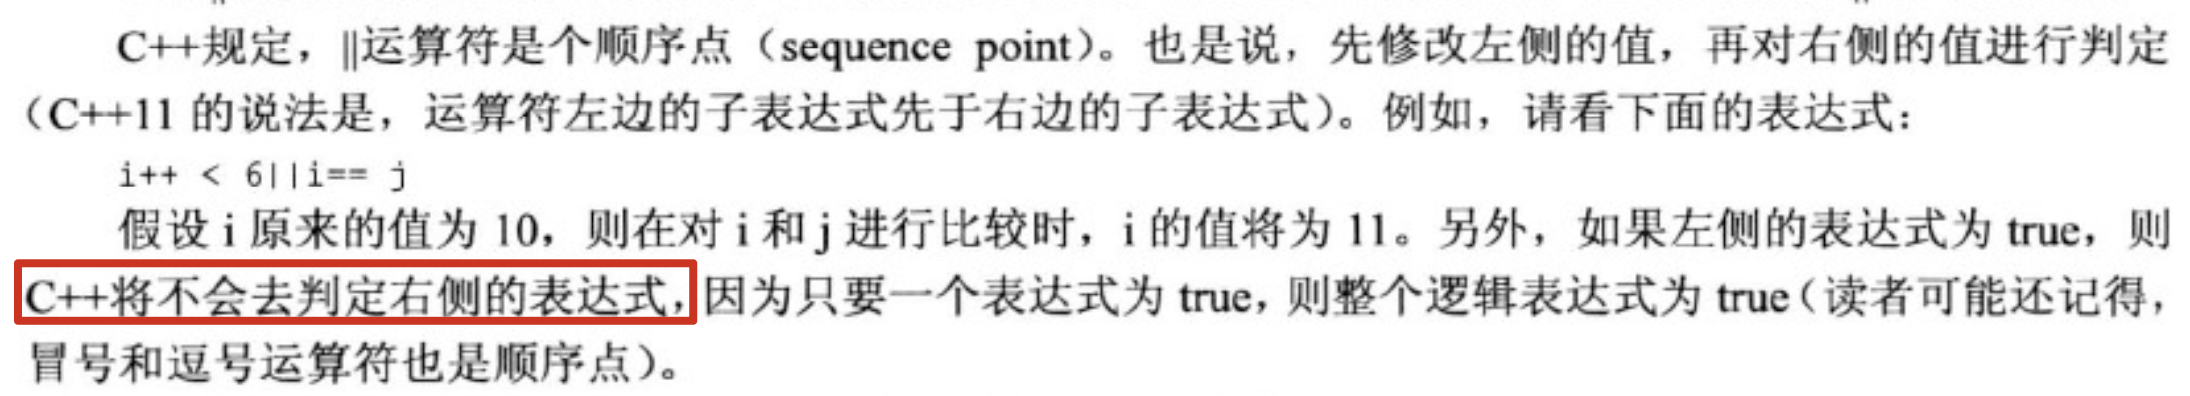 C++规定，||运算符是个顺序点（sequence point）。也是说，先修改左侧的值，再对右侧的值进行判定
（C++11 的说法是，运算符左边的子表达式先于右边的子表达式）。例如，请看下面的表达式：
i++ < 6||i== j
假设 i 原来的值为 10，则在对 i 和 j 进行比较时，i 的值将为 11。另外，如果左侧的表达式为 true，则
C++将不会去判定右侧的表达式，因为只要一个表达式为 true，则整个逻辑表达式为 true（读者可能还记得，
冒号和逗号运算符也是顺序点）。